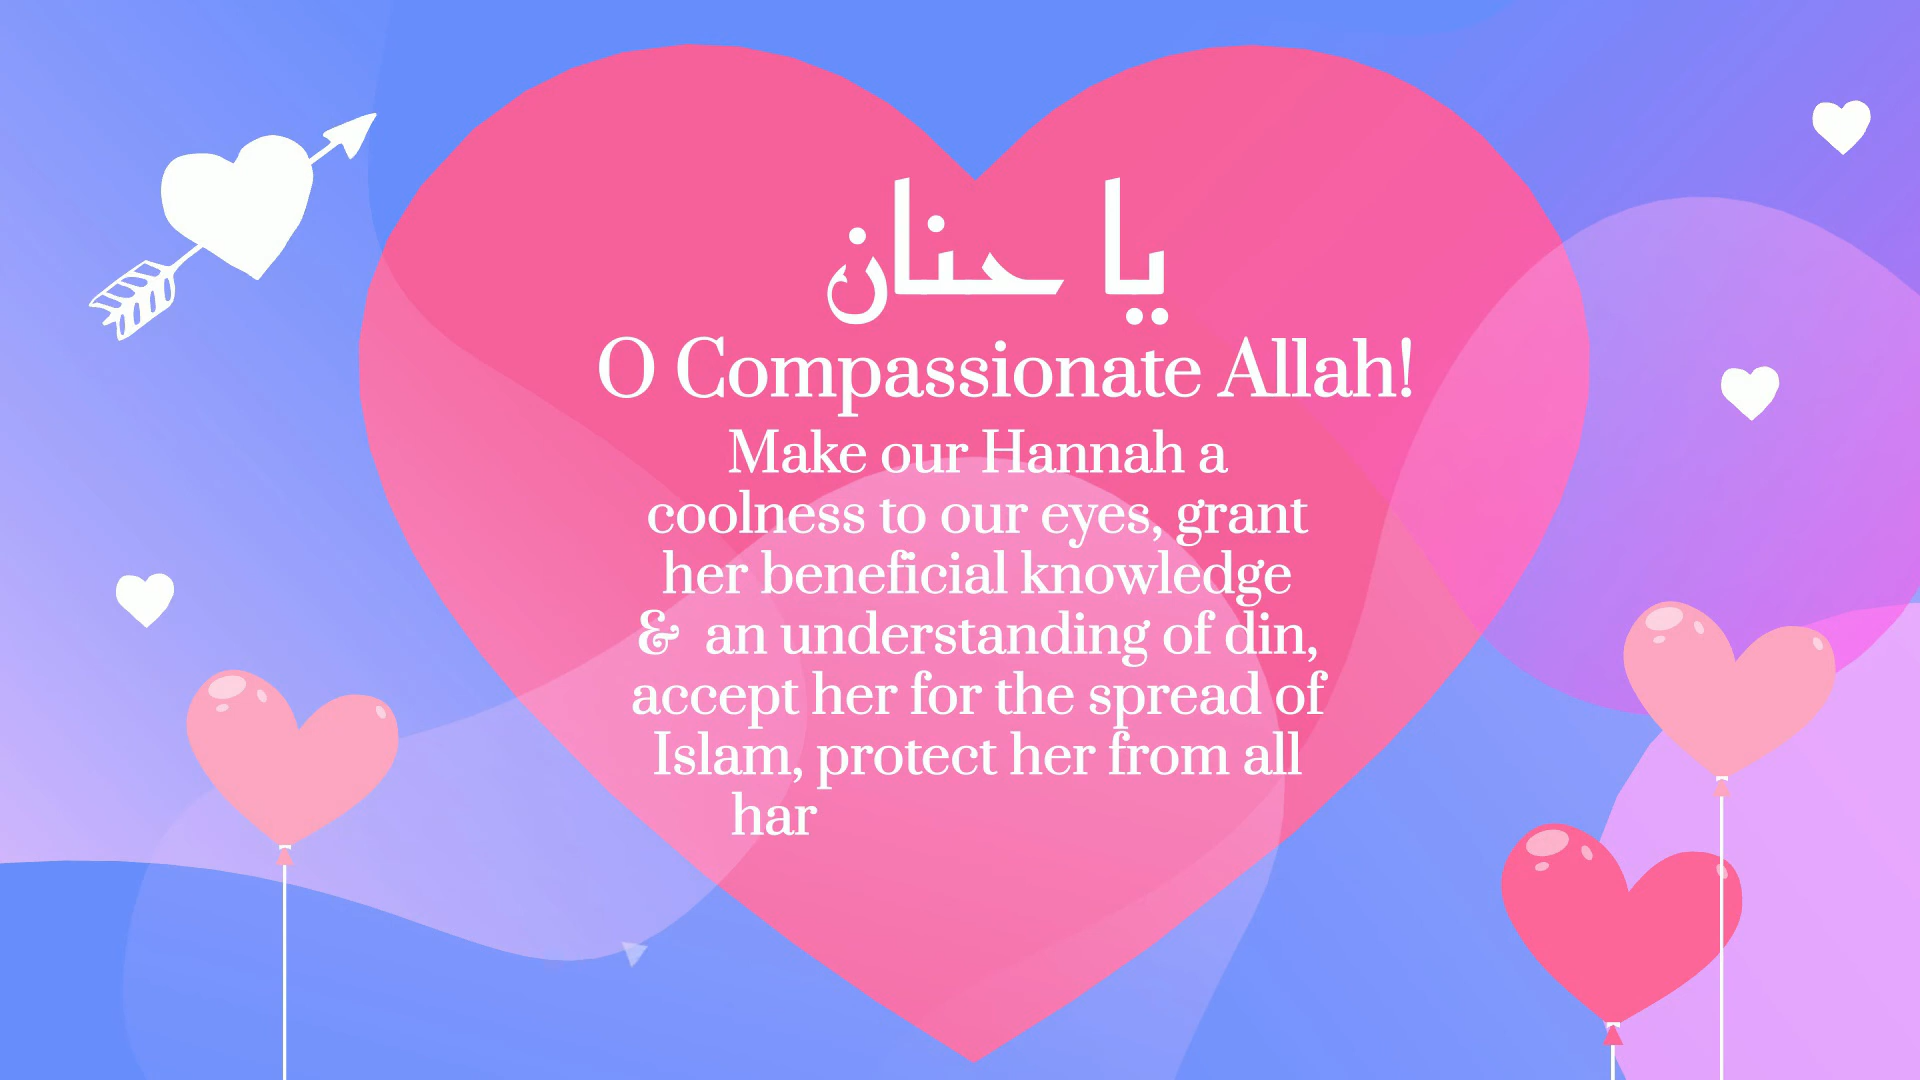 يا حنان
O Compassionate Allah!
Make our Hannah a
coolness to our eyes, grant
her beneficial knowledge
& an understanding of din,
accept her for the spread of
Islam, protect her from all
har